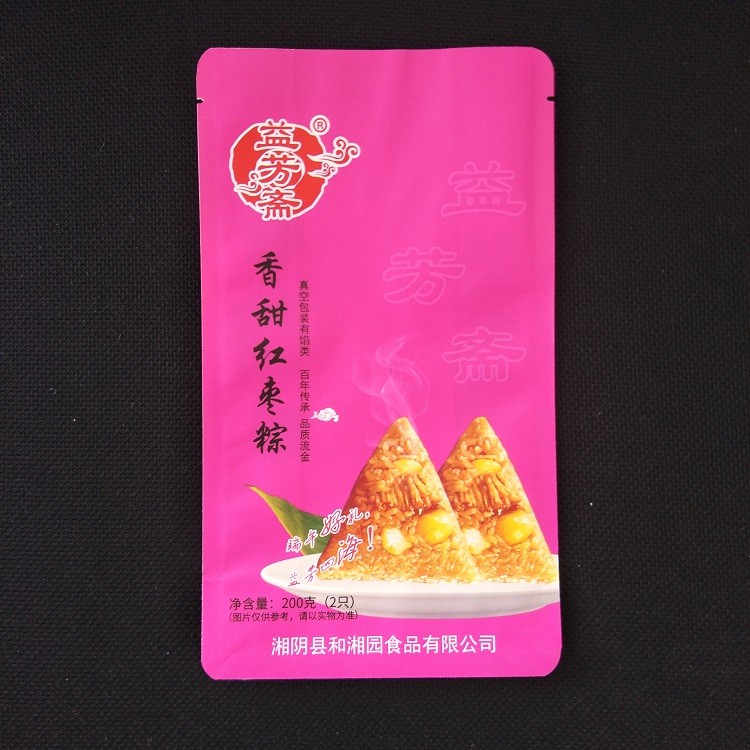 益芳斋®
益芳斋
香甜红枣粽
真空包装有馅类 百年传承 品质流金
端午好礼,
益芳四海!
净含量：200克（2只）
（图片仅供参考，请以实物为准）
湘阴县和湘园食品有限公司